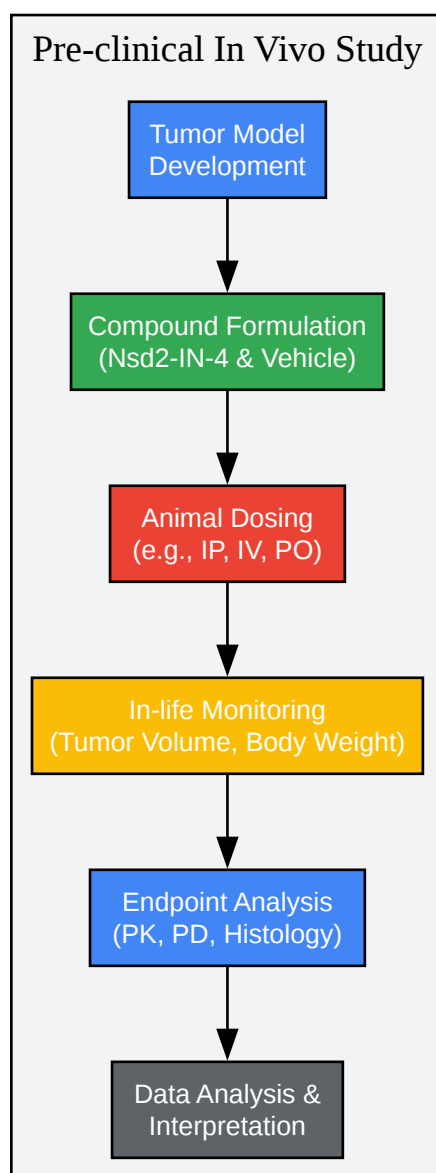 Pre-clinical In Vivo Study
Tumor Model
Development
Compound Formulation
(Nsd2-IN-4 & Vehicle)
Animal Dosing
(e.g., IP, IV, PO)
In-life Monitoring
(Tumor Volume, Body Weight)
Endpoint Analysis
(PK, PD, Histology)
Data Analysis &
Interpretation